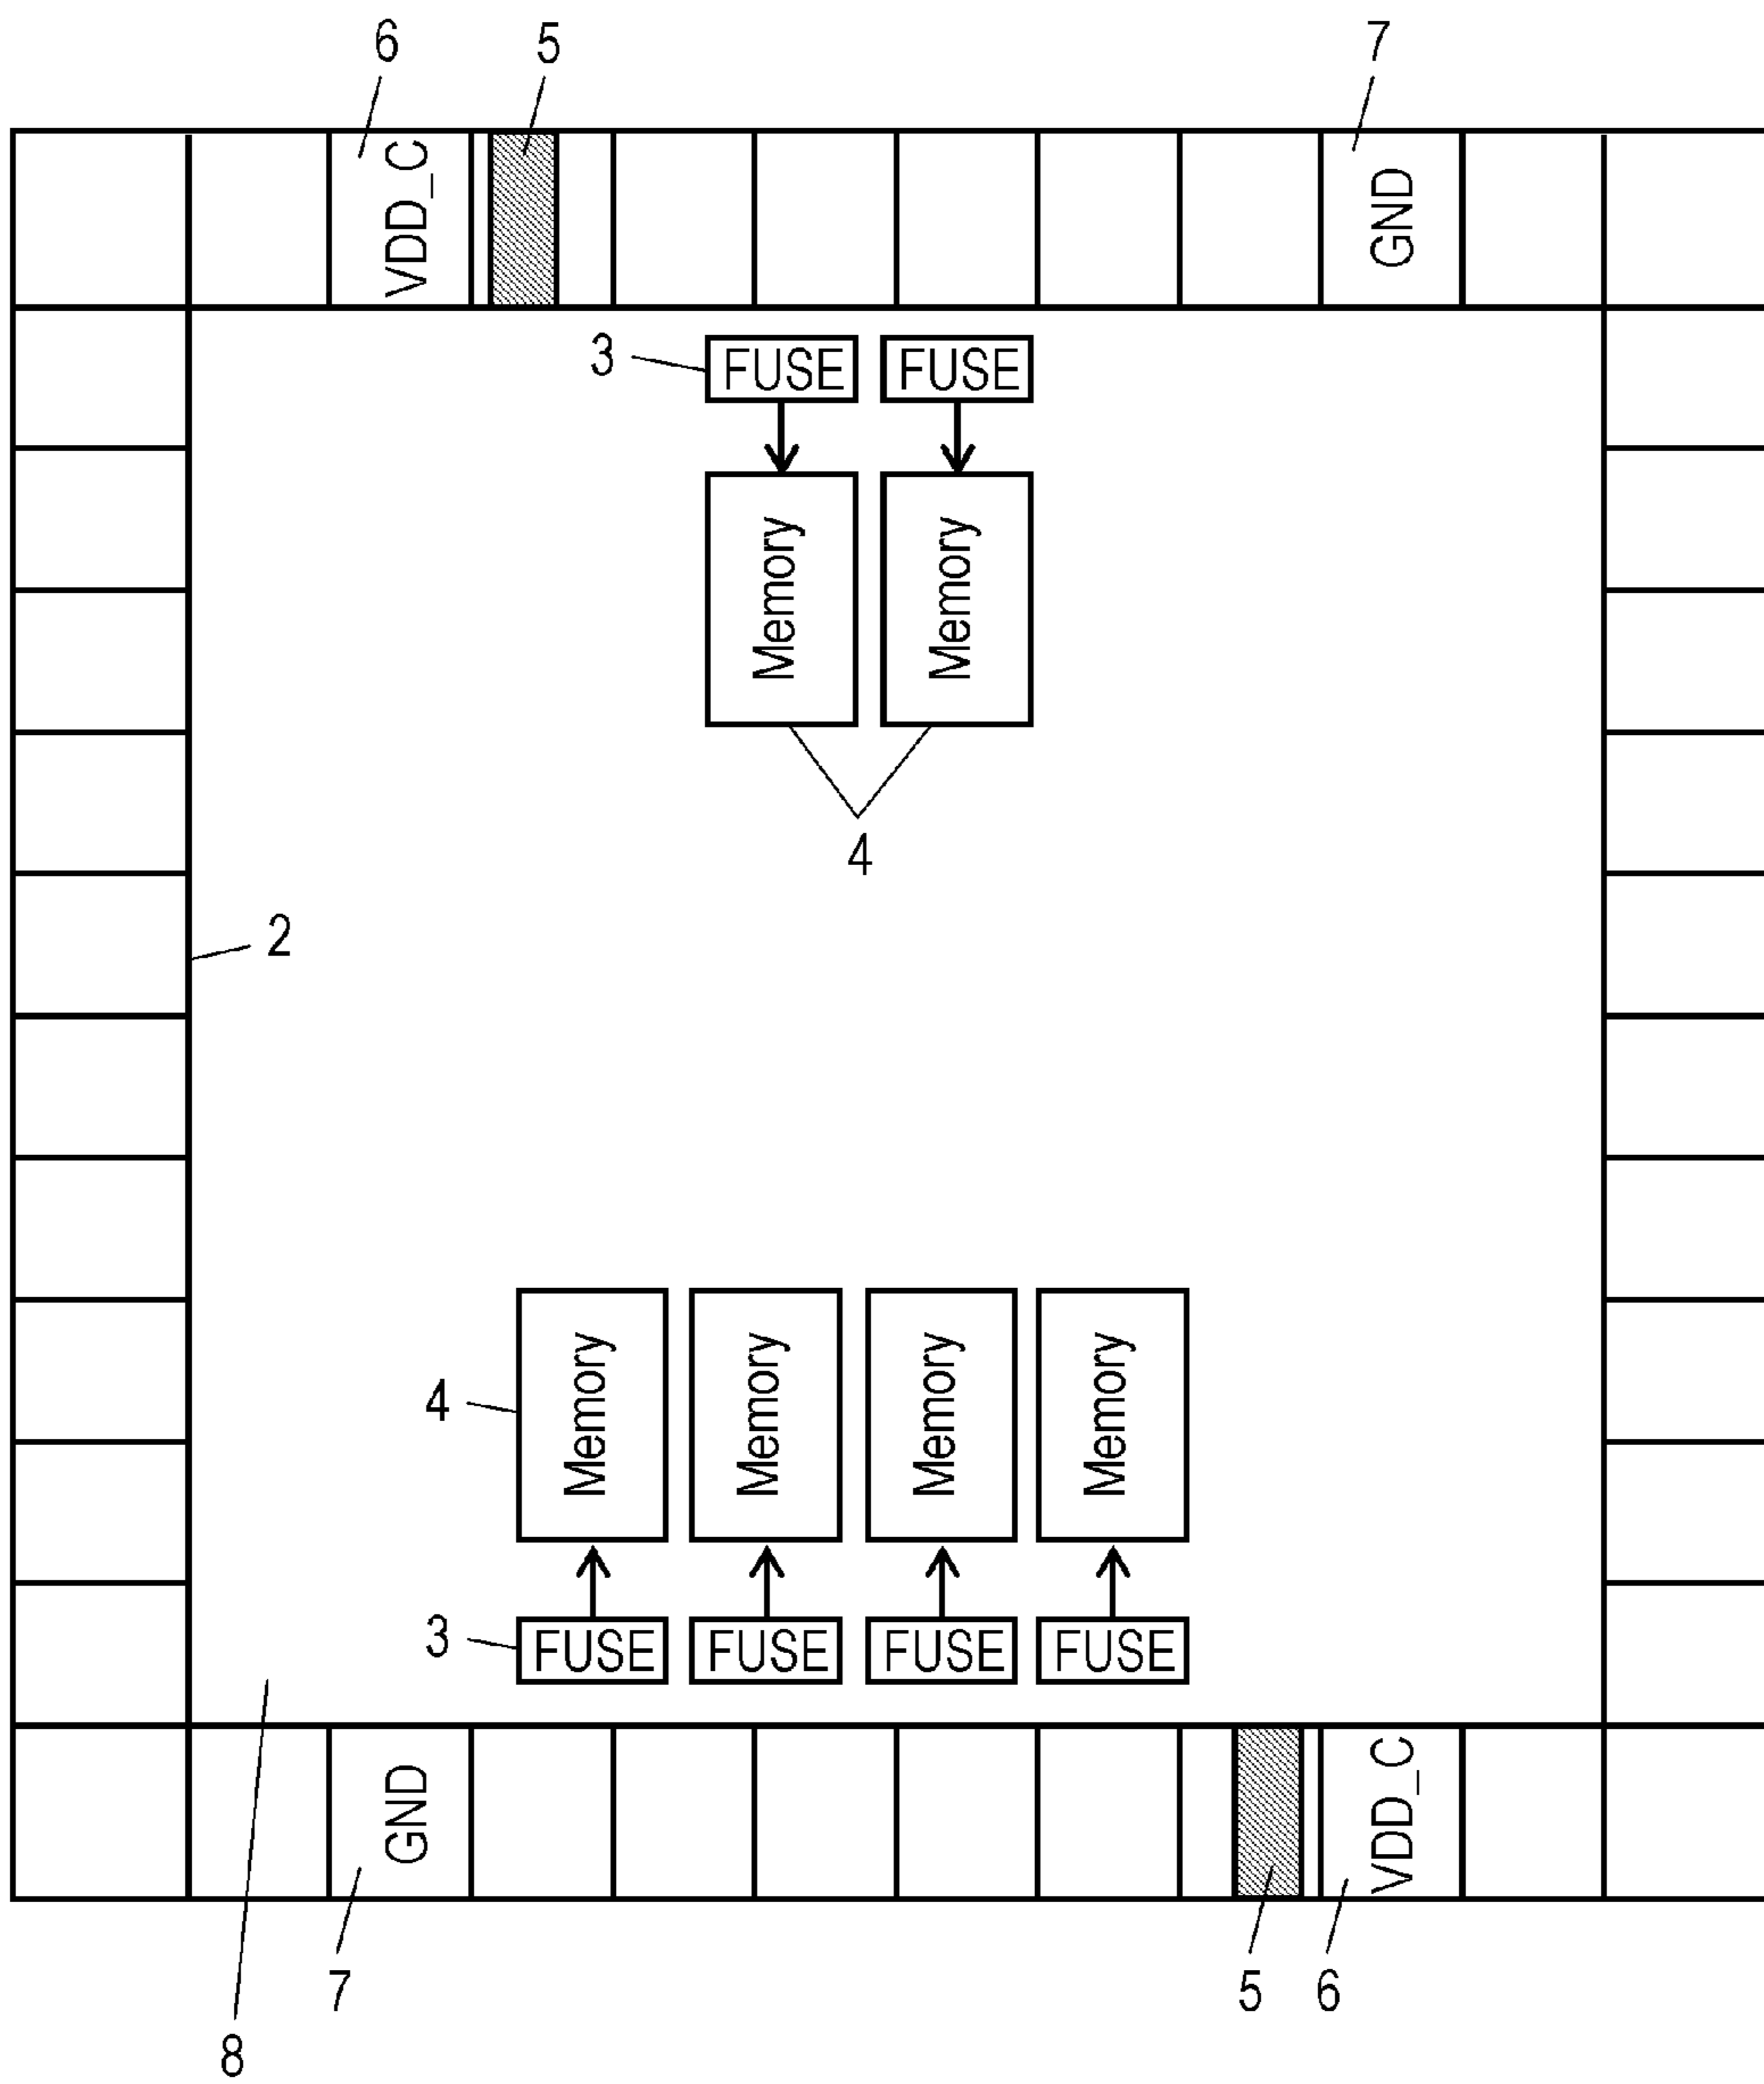 6 5 7
VDD_C GND
3 FUSE FUSE
Memory Memory
4
2
4 Memory Memory Memory Memory
3 FUSE FUSE FUSE FUSE
GND VDD_C
7 5 6
8